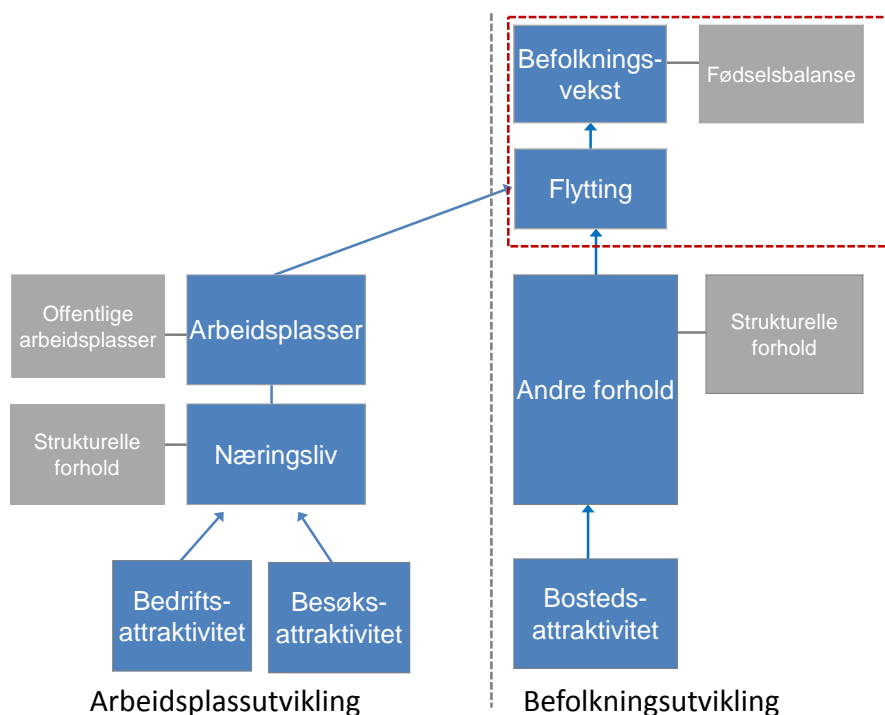 Befolknings-
vekst
Fødselsbalanse
Flytting
Offentlige
arbeidsplasser
Arbeidsplasser
Strukturelle
forhold
Andre forhold
Strukturelle
forhold
Næringsliv
Bedrifts-
attraktivitet
Besøks-
attraktivitet
Bosteds-
attraktivitet
Arbeidsplassutvikling
Befolkningsutvikling